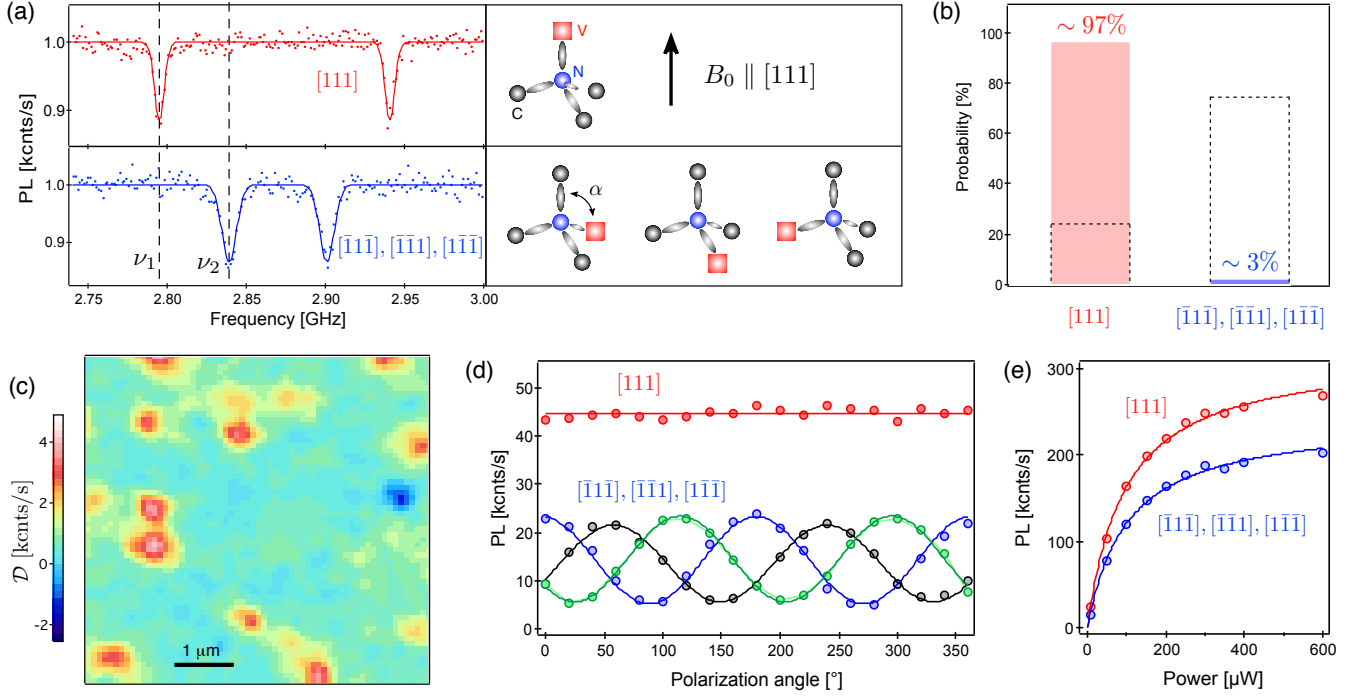 (a)
PL [kcnts/s]
1.0
0.9
[111]
1.0
0.9
ν₁
ν₂
[1̄11̄], [1̄1̄1], [11̄1̄]
2.75 2.80 2.85 2.90 2.95 3.00
Frequency [GHz]
V
N
C
B₀ ∥ [111]
α
(b)
Probability [%]
100
80
60
40
20
0
~ 97%
~ 3%
[111]
[1̄11̄], [1̄1̄1], [11̄1̄]
(c)
𝒟 [kcnts/s]
4
2
0
-2
1 μm
(d)
PL [kcnts/s]
50
40
30
20
10
0
[111]
[1̄11̄], [1̄1̄1], [11̄1̄]
0 50 100 150 200 250 300 350
Polarization angle [°]
(e)
PL [kcnts/s]
300
200
100
0
[111]
[1̄11̄], [1̄1̄1], [11̄1̄]
0 200 400 600
Power [µW]